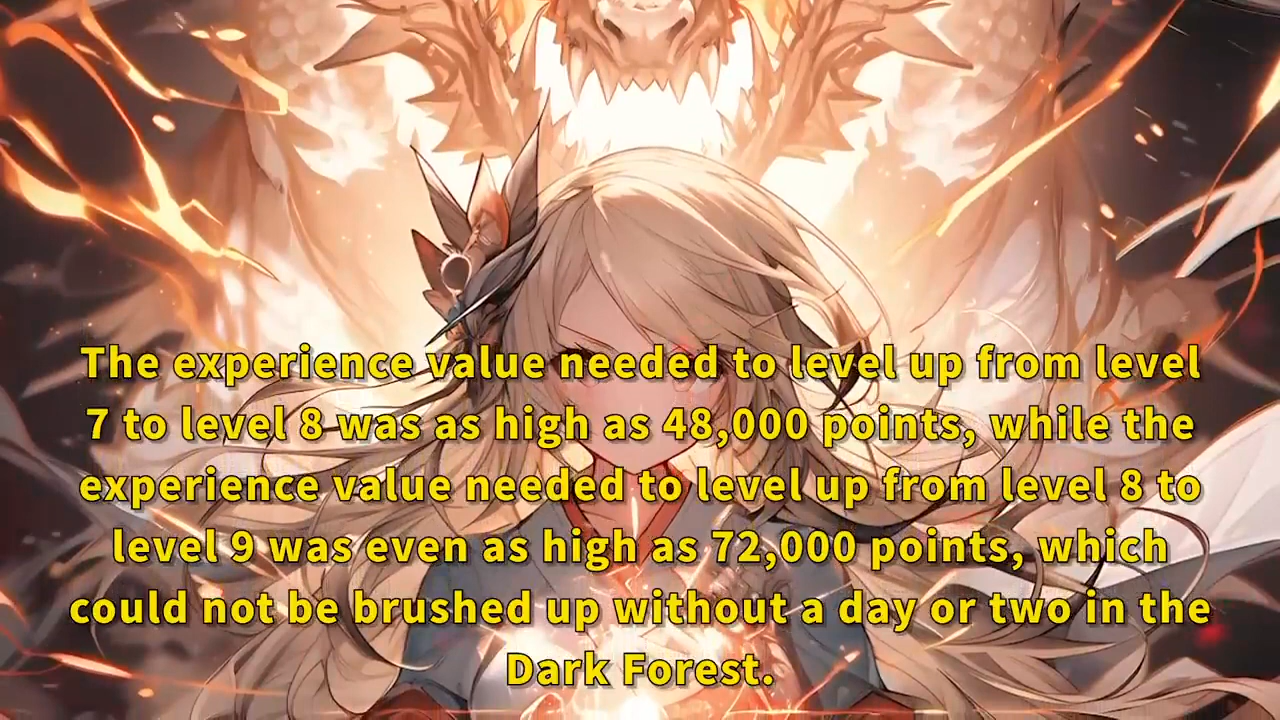 The experience value needed to level up from level
7 to level 8 was as high as 48,000 points, while the
experience value needed to level up from level 8 to
level 9 was even as high as 72,000 points, which
could not be brushed up without a day or two in the
Dark Forest.